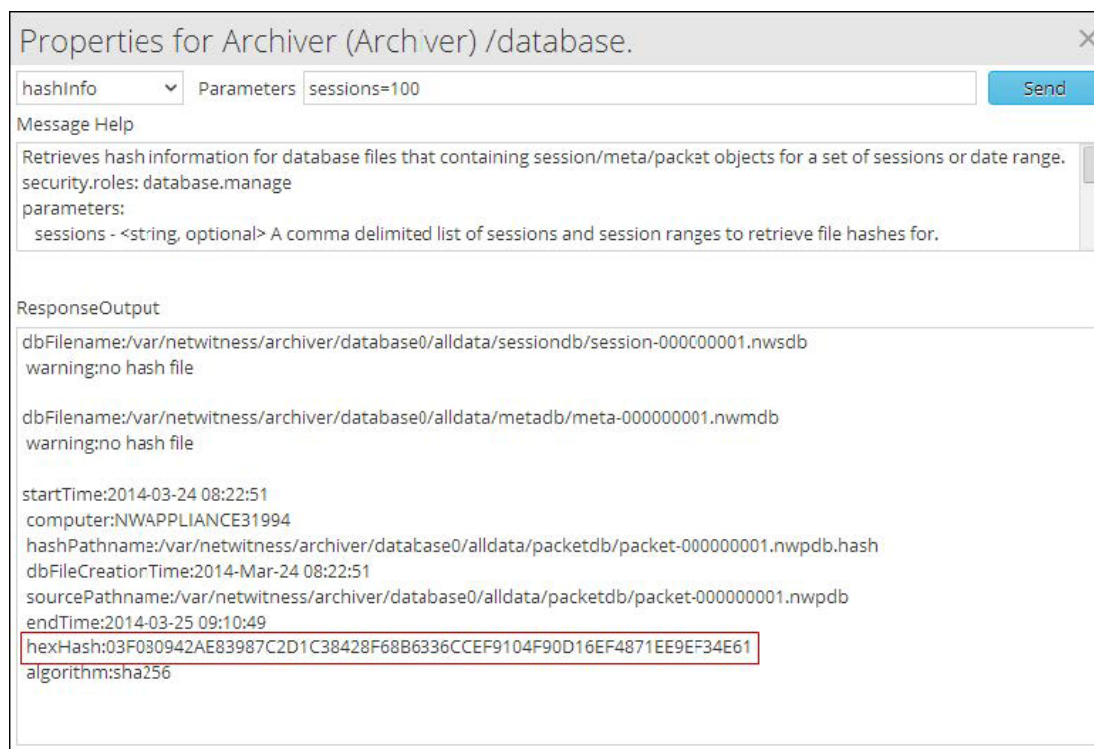 Properties for Archiver (Archiver) /database.
hashInfo Parameters sessions=100 Send
Message Help
Retrieves hash information for database files that containing session/meta/packet objects for a set of sessions or date range.
security.roles: database.manage
parameters:
sessions - <string, optional> A comma delimited list of sessions and session ranges to retrieve file hashes for.
ResponseOutput
dbFilename:/var/netwitness/archiver/database0/alldata/sessiondb/session-000000001.nwsdb
warning:no hash file
dbFilename:/var/netwitness/archiver/database0/alldata/metadb/meta-000000001.nwmdb
warning:no hash file
startTime:2014-03-24 08:22:51
computer:NWAPPLIANCE31994
hashPathname:/var/netwitness/archiver/database0/alldata/packetdb/packet-000000001.nwpdb.hash
dbFileCreationTime:2014-Mar-24 08:22:51
sourcePathname:/var/netwitness/archiver/database0/alldata/packetdb/packet-000000001.nwpdb
endTime:2014-03-25 09:10:49
hexHash:03F080942AE83987C2D1C38428F68B6336CCEF9104F90D16EF4871EE9EF34E61
algorithm:sha256